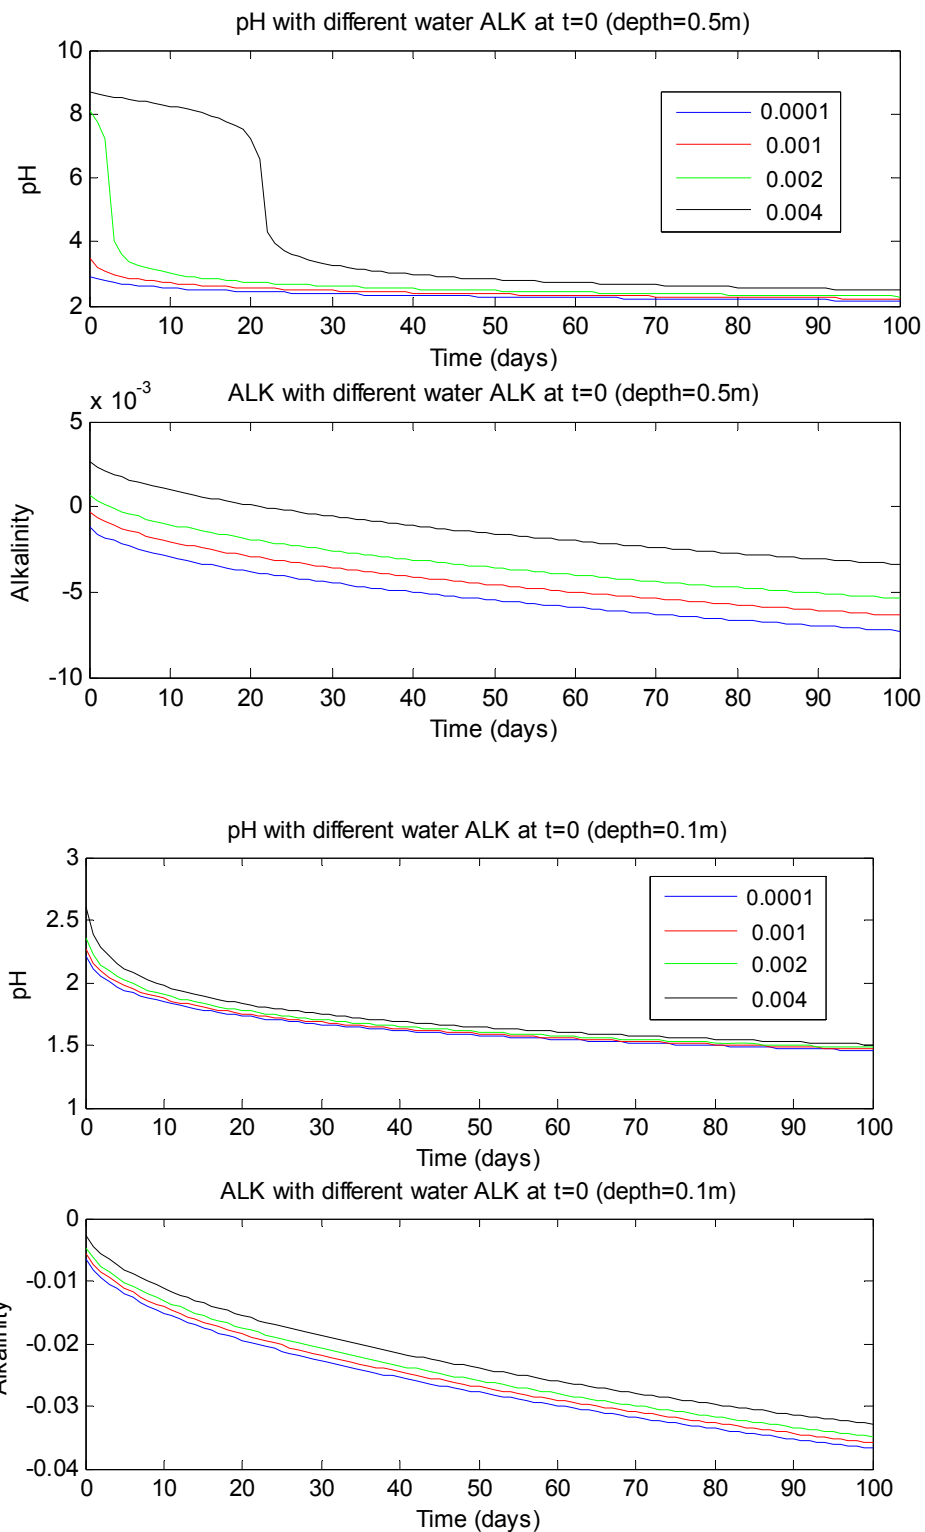 pH with different water ALK at t=0 (depth=0.5m)
10
8
6
4
2
pH
0.0001
0.001
0.002
0.004
0 10 20 30 40 50 60 70 80 90 100
Time (days)
ALK with different water ALK at t=0 (depth=0.5m)
x 10^-3
5
0
-5
-10
Alkalinity
0 10 20 30 40 50 60 70 80 90 100
Time (days)
pH with different water ALK at t=0 (depth=0.1m)
3
2.5
2
1.5
1
pH
0.0001
0.001
0.002
0.004
0 10 20 30 40 50 60 70 80 90 100
Time (days)
ALK with different water ALK at t=0 (depth=0.1m)
0
-0.01
-0.02
-0.03
-0.04
Alkalinity
0 10 20 30 40 50 60 70 80 90 100
Time (days)